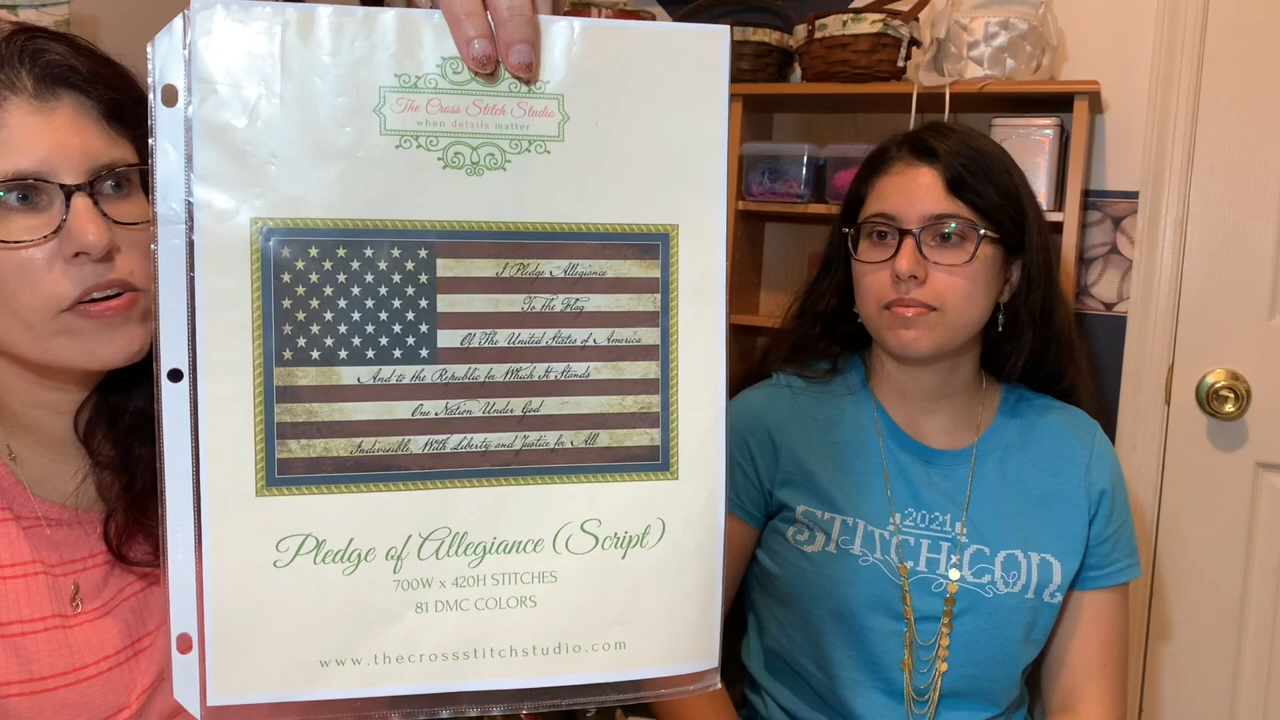 The Cross Stitch Studio
when details matter
I Pledge Allegiance
To the Flag
Of The United States of America
And to the Republic for Which It Stands
One Nation Under God
Indivisible, With Liberty and Justice for All
Pledge of Allegiance (Script)
700W x 420H STITCHES
81 DMC COLORS
www.thecrossstitchstudio.com
2021
STITCHCON